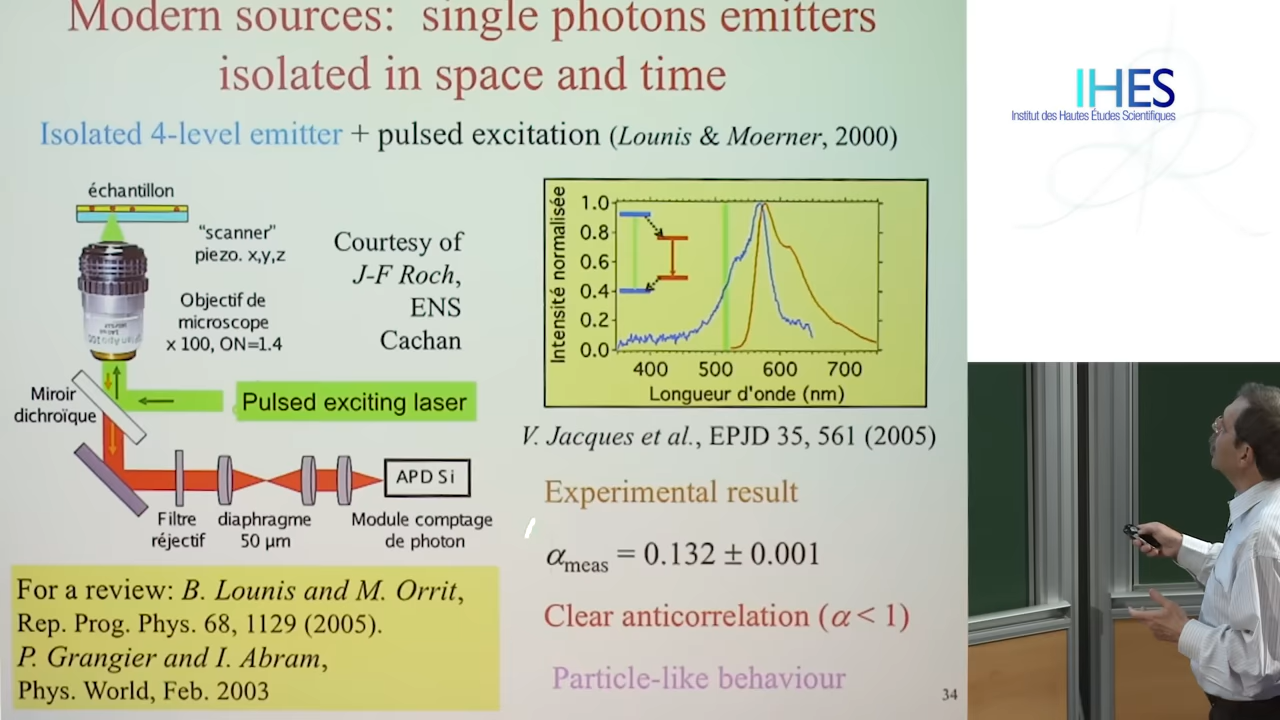 Modern sources: single photons emitters
isolated in space and time
Isolated 4-level emitter + pulsed excitation (Lounis & Moerner, 2000)
échantillon
"scanner"
piezo. x,y,z
Objectif de
microscope
x 100, ON=1.4
Courtesy of
J-F Roch,
ENS
Cachan
Miroir
dichroïque
Pulsed exciting laser
APD Si
Filtre
réjectif
diaphragme
50 µm
Module comptage
de photon
For a review: B. Lounis and M. Orrit,
Rep. Prog. Phys. 68, 1129 (2005).
P. Grangier and I. Abram,
Phys. World, Feb. 2003
Intensité normalisée
1.0
0.8
0.6
0.4
0.2
0.0
400 500 600 700
Longueur d'onde (nm)
V. Jacques et al., EPJD 35, 561 (2005)
Experimental result
αmeas = 0.132 ± 0.001
Clear anticorrelation (α < 1)
Particle-like behaviour
34
IHES
Institut des Hautes Études Scientifiques